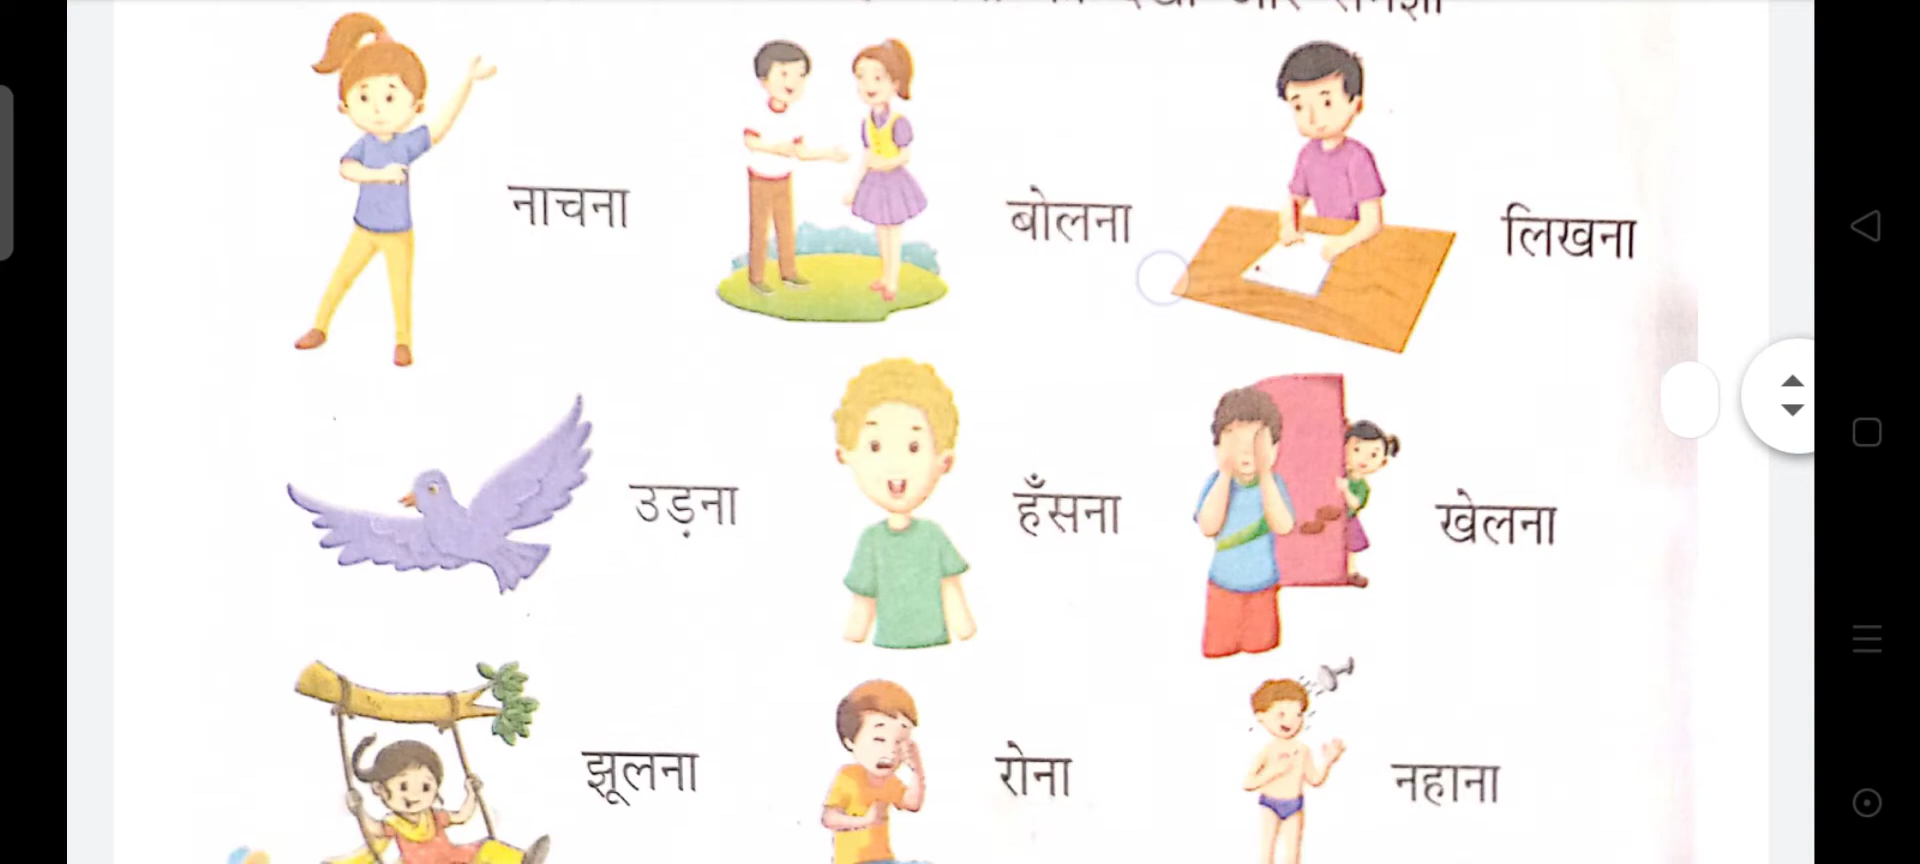 नाचना बोलना लिखना
उड़ना हँसना खेलना
झूलना रोना नहाना